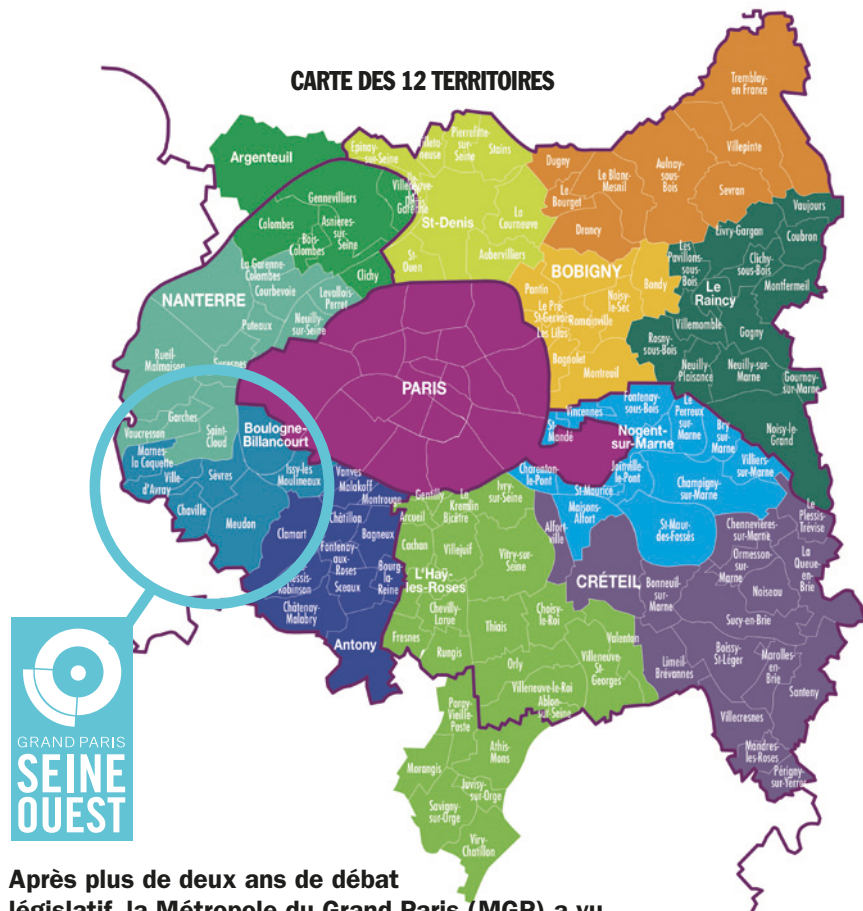 CARTE DES 12 TERRITOIRES
Tremblay-
en France
Argenteuil
Epinay-
sur-Seine
Pierrefitte-
sur-
Seine
Stains
Dugny
Le Blanc-
Mesnil
Aulnay-
sous-
Bois
Villepinte
Sevran
Le
Bourget
Drancy
Gennevilliers
Colombes
Asnières-
sur-
Seine
Bois-
Colombes
Clichy
St-Denis
La
Courneuve
St-
Ouen
Aubervilliers
Vaujours
Livry-Gargan
Coubron
Les
Pavillons-
sous-
Bois
Clichy-
sous-Bois
Montfermeil
Le
Raincy
Villemomble
Gagny
Rosny-
sous-Bois
Neuilly-
Plaisance
Neuilly-sur-
Marne
Gournay-
sur-Marne
Noisy-le-
Grand
BOBIGNY
Bondy
Pantin
Le Pré-
St-Gervais
Noisy-
le-Sec
Romainville
Les Lilas
Bagnolet
Montreuil
La Garenne-
Colombes
Courbevoie
NANTERRE
Levallois-
Perret
Neuilly-
sur-Seine
Puteaux
Rueil-
Malmaison
Suresnes
Garches
Vaucresson
Saint-
Cloud
PARIS
Boulogne-
Billancourt
Marnes-
la Coquette
Ville-
d'Avray
Sèvres
Issy-les
Moulineaux
Chaville
Meudon
Vanves
Malakoff
Montrouge
Clamart
Châtillon
Bagneux
Fontenay-
aux-
Roses
Sceaux
Bourg-
la-
Reine
Châtenay-
Malabry
Antony
Fontenay-
sous-Bois
Vincennes
St-
Mandé
Le
Perreux
sur-
Marne
Nogent-
sur-Marne
Bry-
sur-
Marne
Villiers-
sur-Marne
Charenton-
le-Pont
Joinville-
le-Pont
St-Maurice
Champigny-
sur-Marne
Maisons-
Alfort
St-Maur-
des-Fossés
Gentilly
Le
Kremlin
Bicêtre
Ivry-
sur-Seine
Arcueil
Cachan
Villejuif
Vitry-sur-
Seine
L'Haÿ-
les-Roses
Chevilly-
Larue
Thiais
Choisy-
le-Roi
Fresnes
Rungis
Orly
Valenton
Villeneuve-
St-
Georges
Villeneuve-le-Roi
Ablon-
sur-Seine
Paray-
Vieille-
Poste
Athis-
Mons
Morangis
Juvisy-
sur-Orge
Savigny-
sur-Orge
Viry-
Chatillon
Alfort-
ville
CRÉTEIL
Le
Plessis-
Trévise
Chennevières-
sur-Marne
Ormesson-
sur-
Marne
La
Queue-
en-
Brie
Bonneuil-
sur-
Marne
Noiseau
Sucy-en-Brie
Boissy-
St-Léger
Marolles-
en-
Brie
Limeil-
Brévannes
Santeny
Villecresnes
Mandres-
les-Roses
Périgny-
sur-Yerres
GRAND PARIS
SEINE
OUEST
Après plus de deux ans de débat
législatif, la Métropole du Grand Paris (MGP) a vu